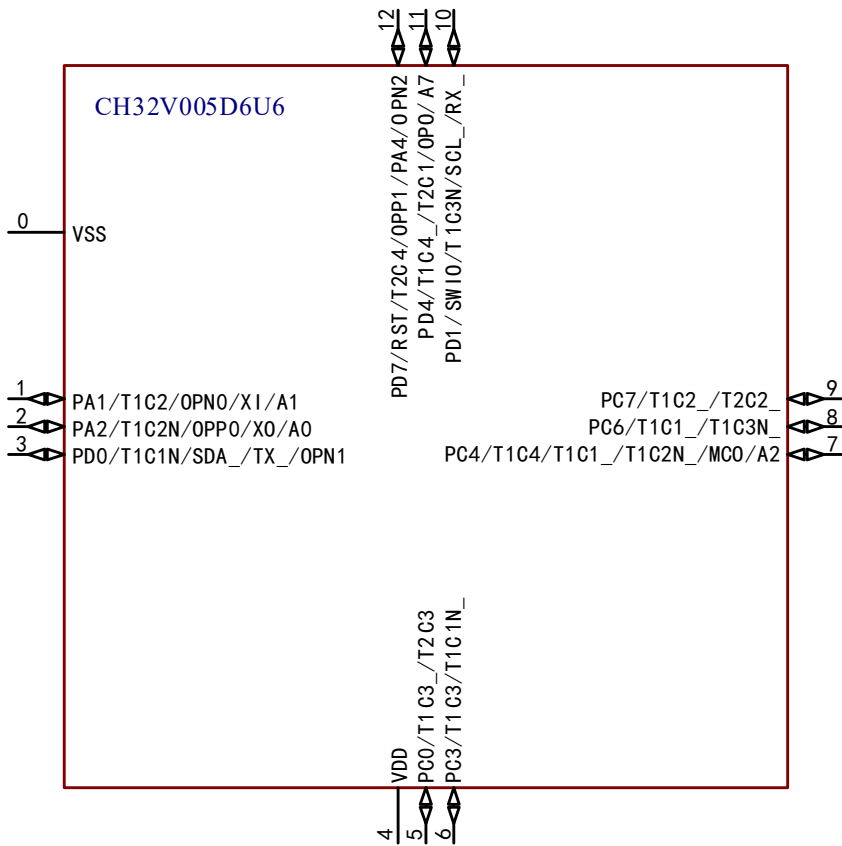 12
11
10
CH32V005D6U6
PD7/RST/T2C4/OPP1/PA4/OPN2
PD4/T1C4_/T2C1/OPO/A7
PD1/SWIO/T1C3N/SCL_/RX_
0
VSS
1
PA1/T1C2/OPN0/XI/A1
PC7/T1C2_/T2C2_
9
2
PA2/T1C2N/OPP0/XO/A0
PC6/T1C1_/T1C3N_
8
3
PD0/T1C1N/SDA_/TX_/OPN1
PC4/T1C4/T1C1_/T1C2N_/MCO/A2
7
VDD
PC0/T1C3_/T2C3
PC3/T1C3/T1C1N_
4
5
6